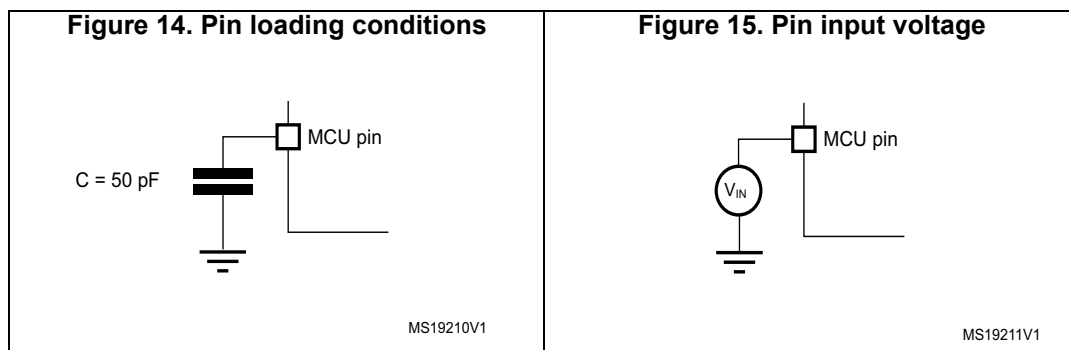 Figure 14. Pin loading conditions
MCU pin
C = 50 pF
MS19210V1
Figure 15. Pin input voltage
MCU pin
VIN
MS19211V1